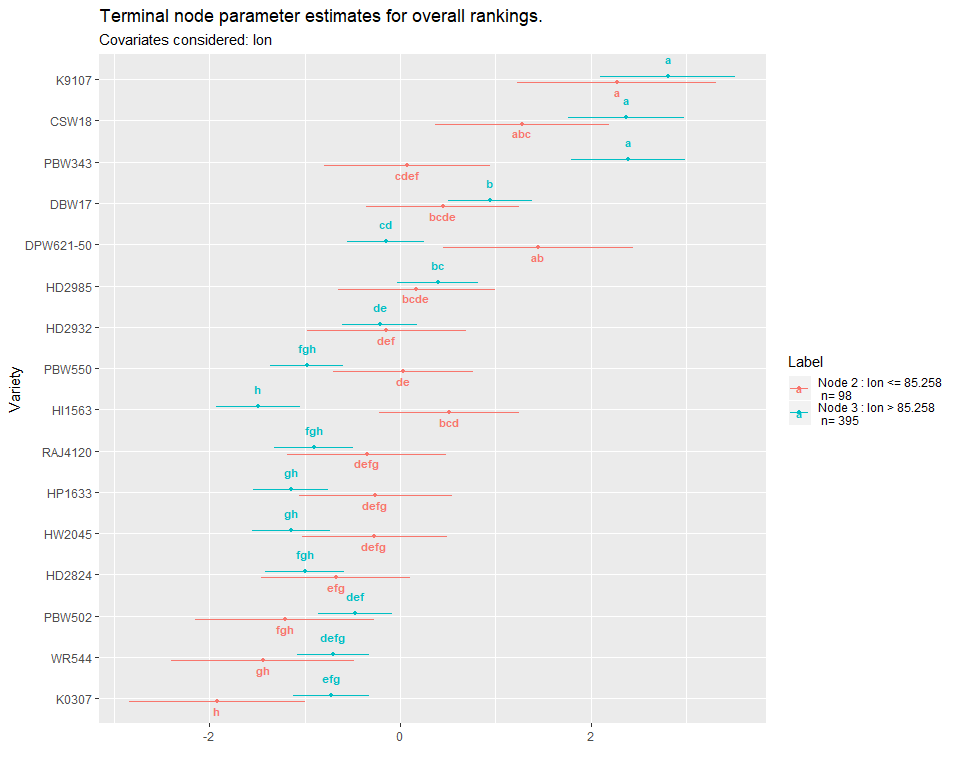 Terminal node parameter estimates for overall rankings.
Covariates considered: lon
Variety
K9107
a
a
CSW18
a
abc
PBW343
a
cdef
DBW17
b
bcde
DPW621-50
cd
ab
HD2985
bc
bcde
HD2932
de
def
PBW550
fgh
de
HI1563
h
bcd
RAJ4120
fgh
defg
HP1633
gh
defg
HW2045
gh
defg
HD2824
fgh
efg
PBW502
def
fgh
WR544
defg
gh
K0307
efg
h
-2 0 2
Label
a Node 2 : lon <= 85.258
n= 98
a Node 3 : lon > 85.258
n= 395